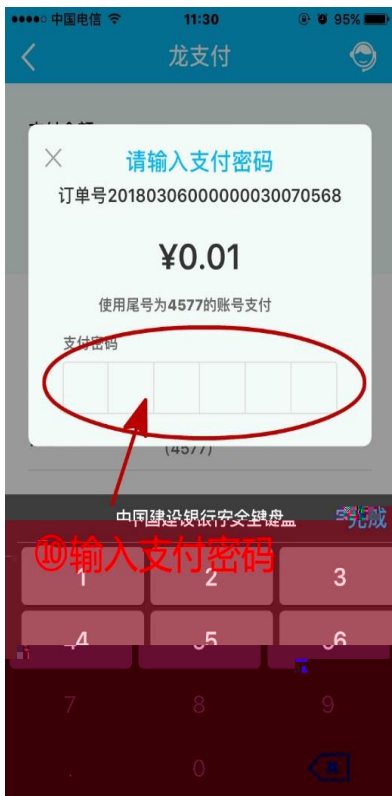 中国电信 11:30 95%
龙支付
请输入支付密码
订单号20180306000000030070568
¥0.01
使用尾号为4577的账号支付
支付密码
(4577)
中国建设银行安全键盘 完成
⑩输入支付密码
1 2 3
4 5 6
7 8 9
. 0